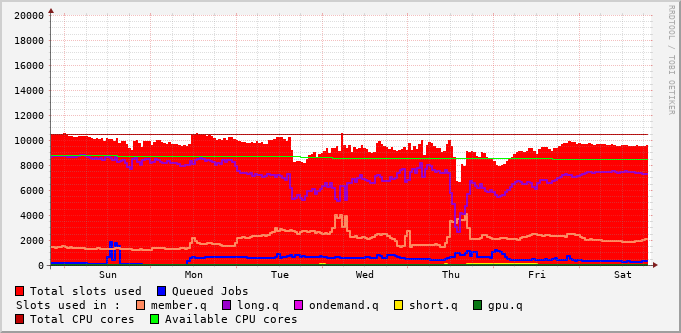 RRDTOOL / TOBI OETIKER
20000
18000
16000
14000
12000
10000
8000
6000
4000
2000
0
Sun Mon Tue Wed Thu Fri Sat
Total slots used Queued Jobs
Slots used in : member.q long.q ondemand.q short.q gpu.q
Total CPU cores Available CPU cores